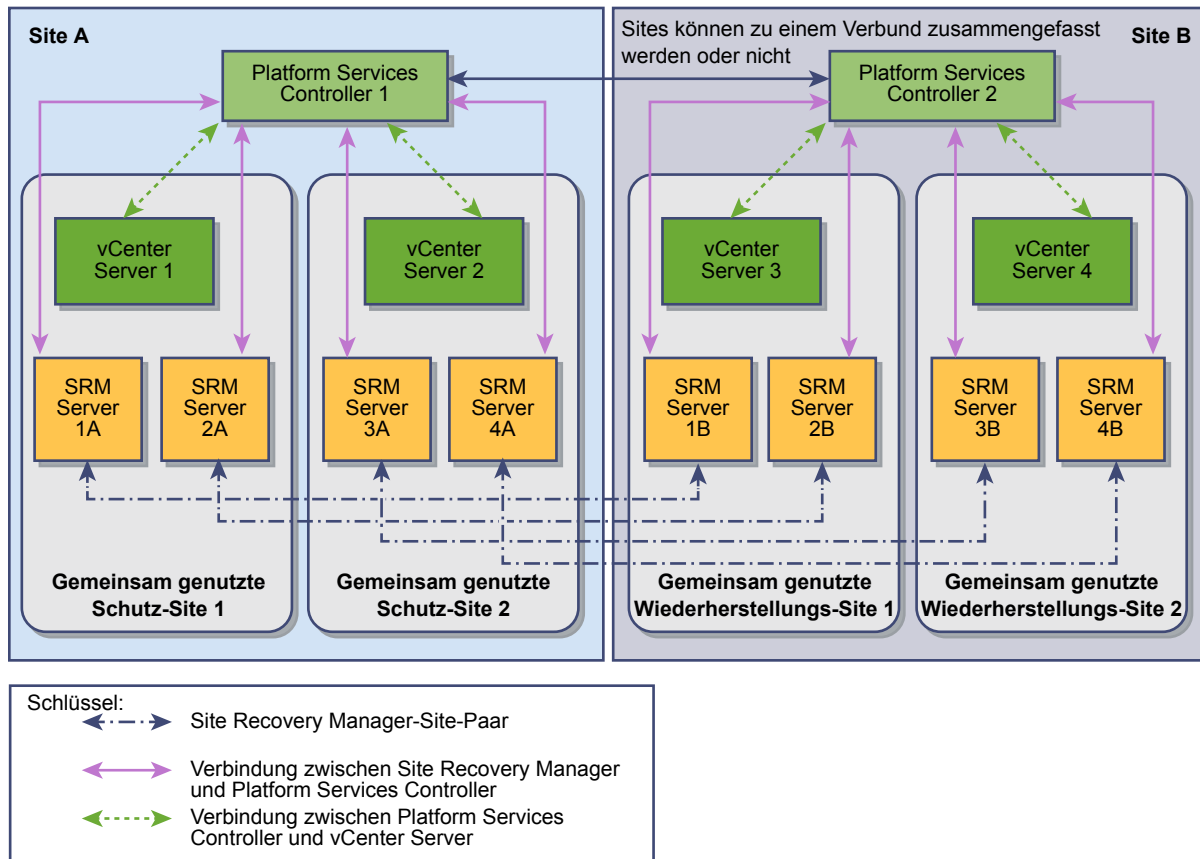 Site A
Sites können zu einem Verbund zusammengefasst
werden oder nicht
Site B
Platform Services
Controller 1
Platform Services
Controller 2
vCenter
Server 1
vCenter
Server 2
vCenter
Server 3
vCenter
Server 4
SRM
Server
1A
SRM
Server
2A
SRM
Server
3A
SRM
Server
4A
SRM
Server
1B
SRM
Server
2B
SRM
Server
3B
SRM
Server
4B
Gemeinsam genutzte
Schutz-Site 1
Gemeinsam genutzte
Schutz-Site 2
Gemeinsam genutzte
Wiederherstellungs-Site 1
Gemeinsam genutzte
Wiederherstellungs-Site 2
Schlüssel:
Site Recovery Manager-Site-Paar
Verbindung zwischen Site Recovery Manager
und Platform Services Controller
Verbindung zwischen Platform Services
Controller und vCenter Server